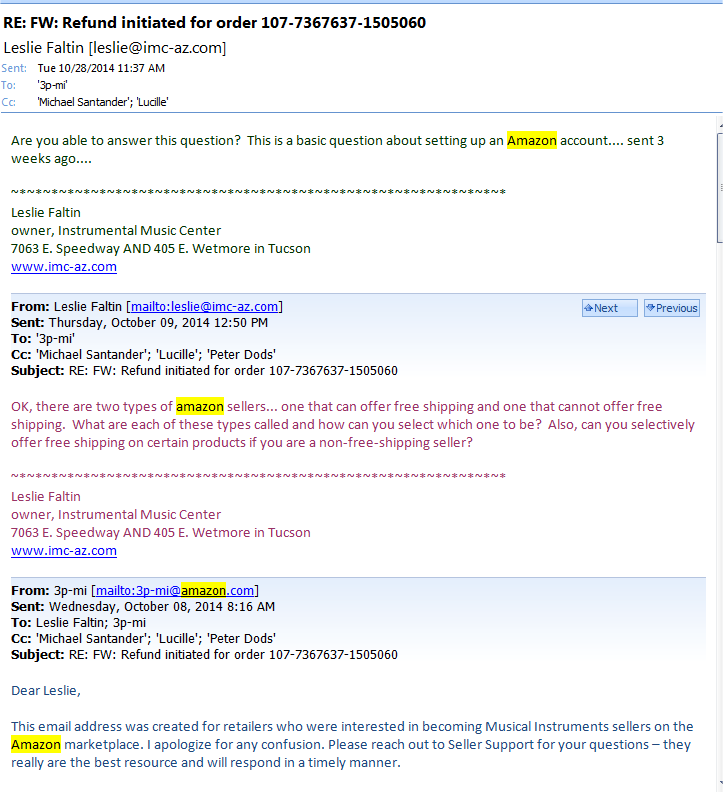 RE: FW: Refund initiated for order 107-7367637-1505060
Leslie Faltin [leslie@imc-az.com]
Sent: Tue 10/28/2014 11:37 AM
To: '3p-mi'
Cc: 'Michael Santander'; 'Lucille'
Are you able to answer this question?  This is a basic question about setting up an Amazon account.... sent 3
weeks ago....
~*~*~*~*~*~*~*~*~*~*~*~*~*~*~*~*~*~*~*~*~*~*~*~*~*~*~*~*~*~*~*
Leslie Faltin
owner, Instrumental Music Center
7063 E. Speedway AND 405 E. Wetmore in Tucson
www.imc-az.com
From: Leslie Faltin [mailto:leslie@imc-az.com] Next Previous
Sent: Thursday, October 09, 2014 12:50 PM
To: '3p-mi'
Cc: 'Michael Santander'; 'Lucille'; 'Peter Dods'
Subject: RE: FW: Refund initiated for order 107-7367637-1505060
OK, there are two types of amazon sellers... one that can offer free shipping and one that cannot offer free
shipping.  What are each of these types called and how can you select which one to be?  Also, can you selectively
offer free shipping on certain products if you are a non-free-shipping seller?
~*~*~*~*~*~*~*~*~*~*~*~*~*~*~*~*~*~*~*~*~*~*~*~*~*~*~*~*~*~*~*
Leslie Faltin
owner, Instrumental Music Center
7063 E. Speedway AND 405 E. Wetmore in Tucson
www.imc-az.com
From: 3p-mi [mailto:3p-mi@amazon.com]
Sent: Wednesday, October 08, 2014 8:16 AM
To: Leslie Faltin; 3p-mi
Cc: 'Michael Santander'; 'Lucille'; 'Peter Dods'
Subject: RE: FW: Refund initiated for order 107-7367637-1505060
Dear Leslie,
This email address was created for retailers who were interested in becoming Musical Instruments sellers on the
Amazon marketplace. I apologize for any confusion. Please reach out to Seller Support for your questions – they
really are the best resource and will respond in a timely manner.